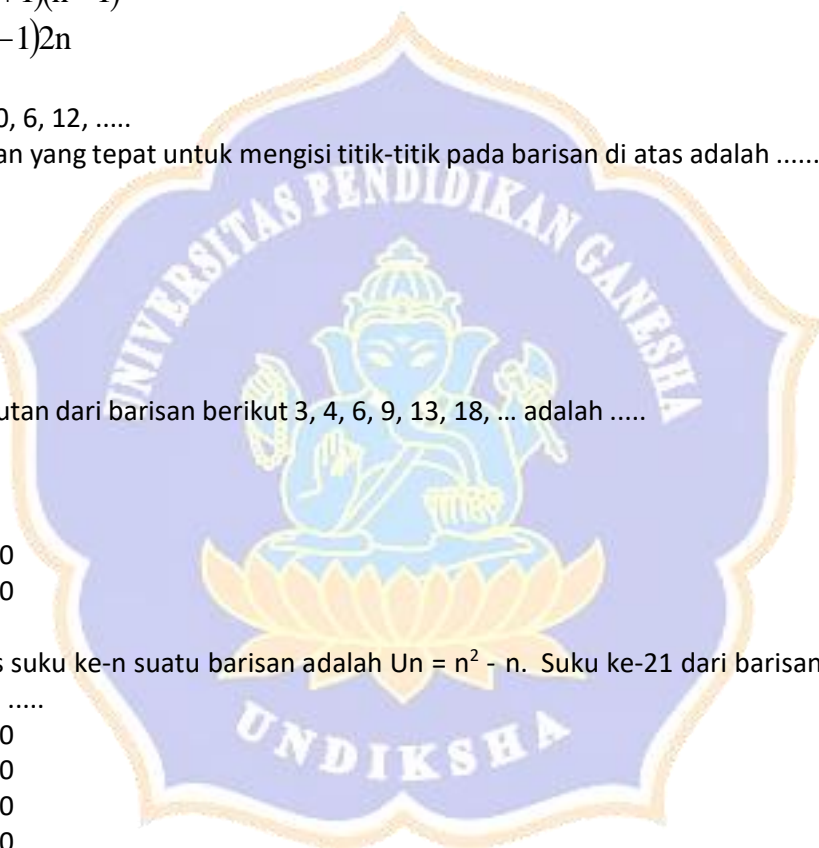 –1)2n
0, 6, 12, .....
an yang tepat untuk mengisi titik-titik pada barisan di atas adalah ......
UNIVERSITAS PENDIDIKAN GANESHA
utan dari barisan berikut 3, 4, 6, 9, 13, 18, ... adalah .....
0
0
s suku ke-n suatu barisan adalah Un = n² - n. Suku ke-21 dari barisan
.....
0
UNDIKSHA
0
0
0